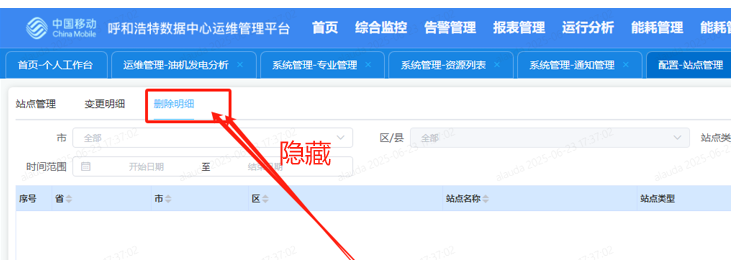 中国移动 China Mobile 呼和浩特数据中心运维管理平台 首页 综合监控 告警管理 报表管理 运行分析 能耗管理
首页-个人工作台 运维管理-油机发电分析 × 系统管理-专业管理 × 系统管理-资源列表 × 系统管理-通知管理 × 配置-站点管理
站点管理 变更明细 删除明细
市 全部 区/县 全部 站点类
时间范围 开始日期 至
隐藏
序号 省 市 区 站点名称 站点类型